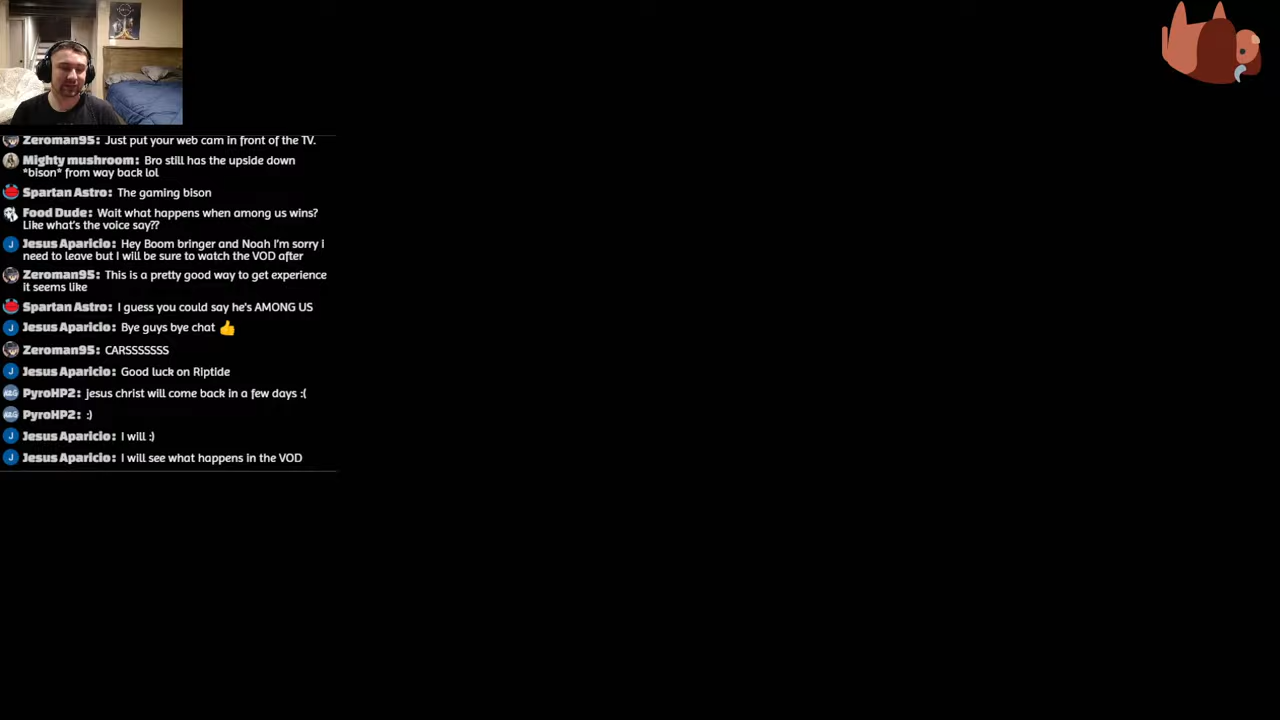 Zeroman95: Just put your web cam in front of the TV.
Mighty mushroom: Bro still has the upside down
*bison* from way back lol
Spartan Astro: The gaming bison
Food Dude: Wait what happens when among us wins?
Like what's the voice say??
J Jesus Aparicio: Hey Boom bringer and Noah I'm sorry i
need to leave but I will be sure to watch the VOD after
Zeroman95: This is a pretty good way to get experience
it seems like
Spartan Astro: I guess you could say he's AMONG US
J Jesus Aparicio: Bye guys bye chat 👍
Zeroman95: CARSSSSSSS
J Jesus Aparicio: Good luck on Riptide
PyroHP2: jesus christ will come back in a few days :(
PyroHP2: :)
J Jesus Aparicio: I will :)
J Jesus Aparicio: I will see what happens in the VOD